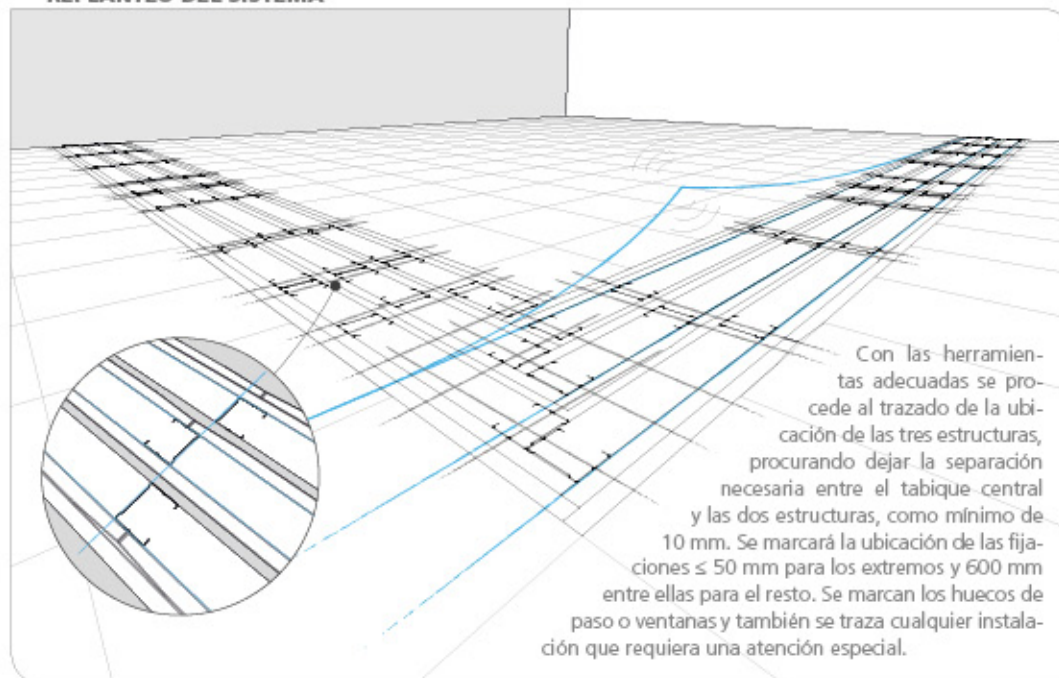 REPLANTEO DEL SISTEMA
Con las herramien-
tas adecuadas se pro-
cede al trazado de la ubi-
cación de las tres estructuras,
procurando dejar la separación
necesaria entre el tabique central
y las dos estructuras, como mínimo de
10 mm. Se marcará la ubicación de las fija-
ciones ≤ 50 mm para los extremos y 600 mm
entre ellas para el resto. Se marcan los huecos de
paso o ventanas y también se traza cualquier instala-
ción que requiera una atención especial.